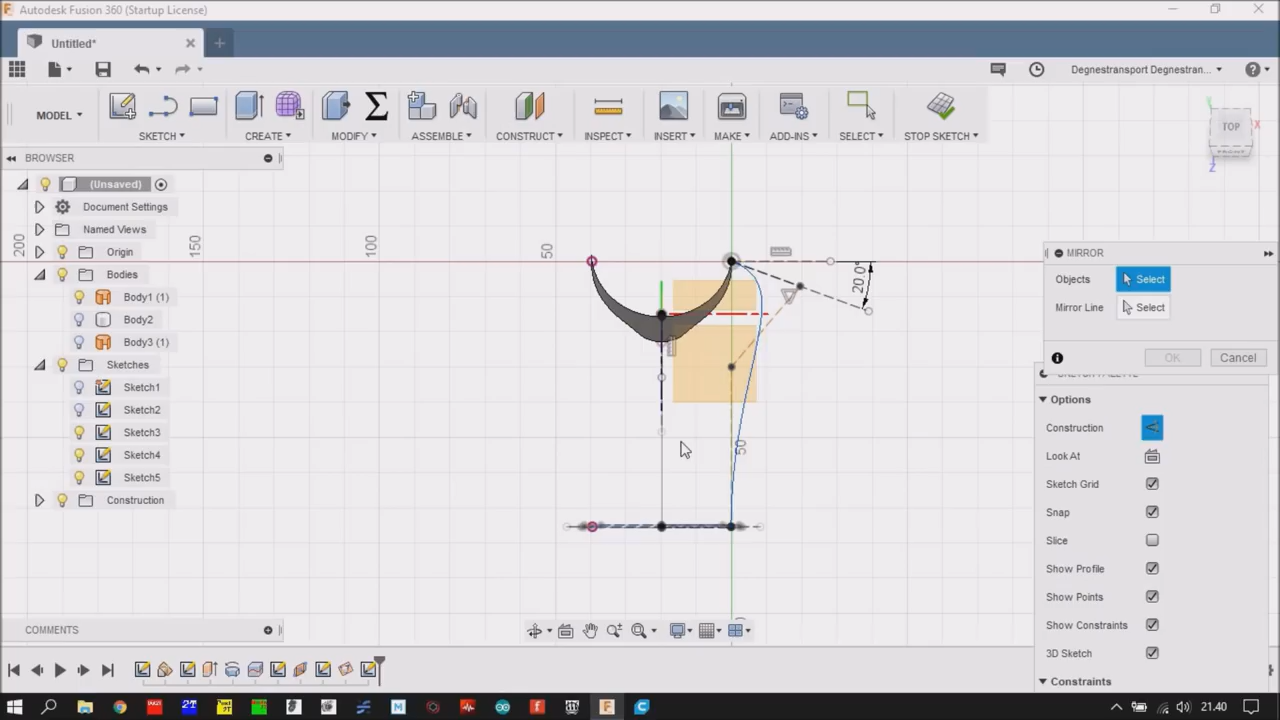 Autodesk Fusion 360 (Startup License)
Untitled*
MODEL
SKETCH
CREATE
MODIFY
ASSEMBLE
CONSTRUCT
INSPECT
INSERT
MAKE
ADD-INS
SELECT
STOP SKETCH
Degnestransport Degnestran...
BROWSER
(Unsaved)
Document Settings
Named Views
Origin
Bodies
Body1 (1)
Body2
Body3 (1)
Sketches
Sketch1
Sketch2
Sketch3
Sketch4
Sketch5
Construction
COMMENTS
200
150
100
50
20.0°
50
TOP
X
Z
MIRROR
Objects Select
Mirror Line Select
OK Cancel
Options
Construction
Look At
Sketch Grid
Snap
Slice
Show Profile
Show Points
Show Constraints
3D Sketch
Constraints
21.40